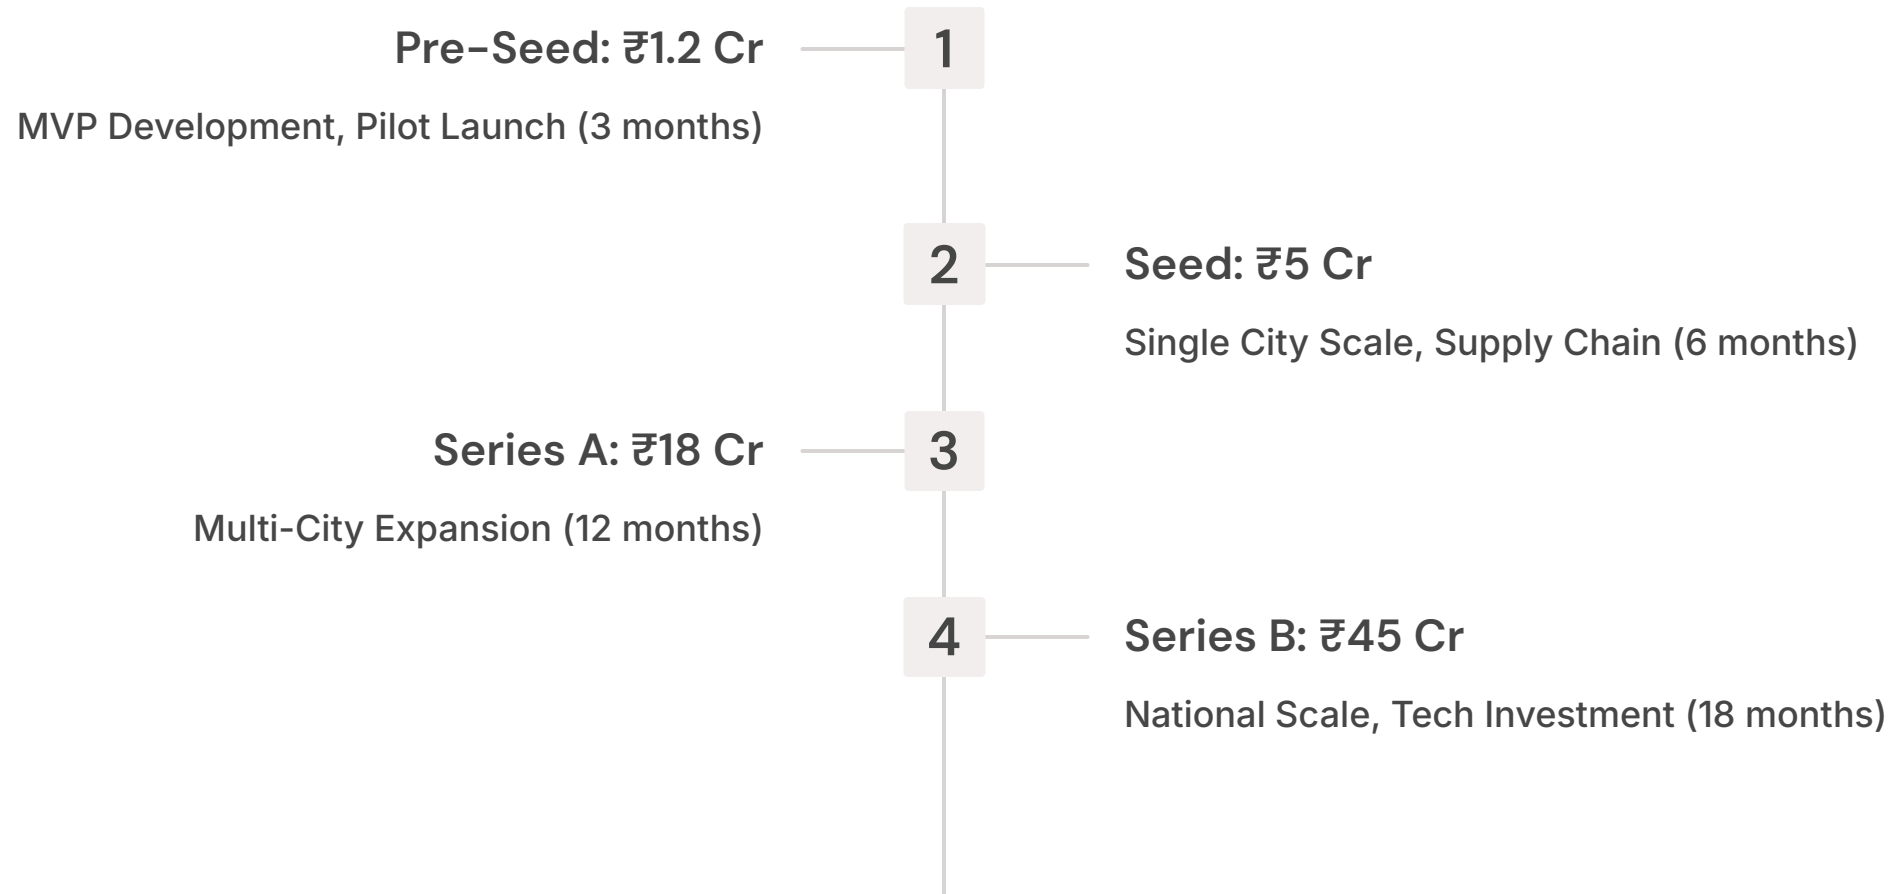 Pre-Seed: ₹1.2 Cr
1
MVP Development, Pilot Launch (3 months)
2
Seed: ₹5 Cr
Single City Scale, Supply Chain (6 months)
Series A: ₹18 Cr
3
Multi-City Expansion (12 months)
4
Series B: ₹45 Cr
National Scale, Tech Investment (18 months)